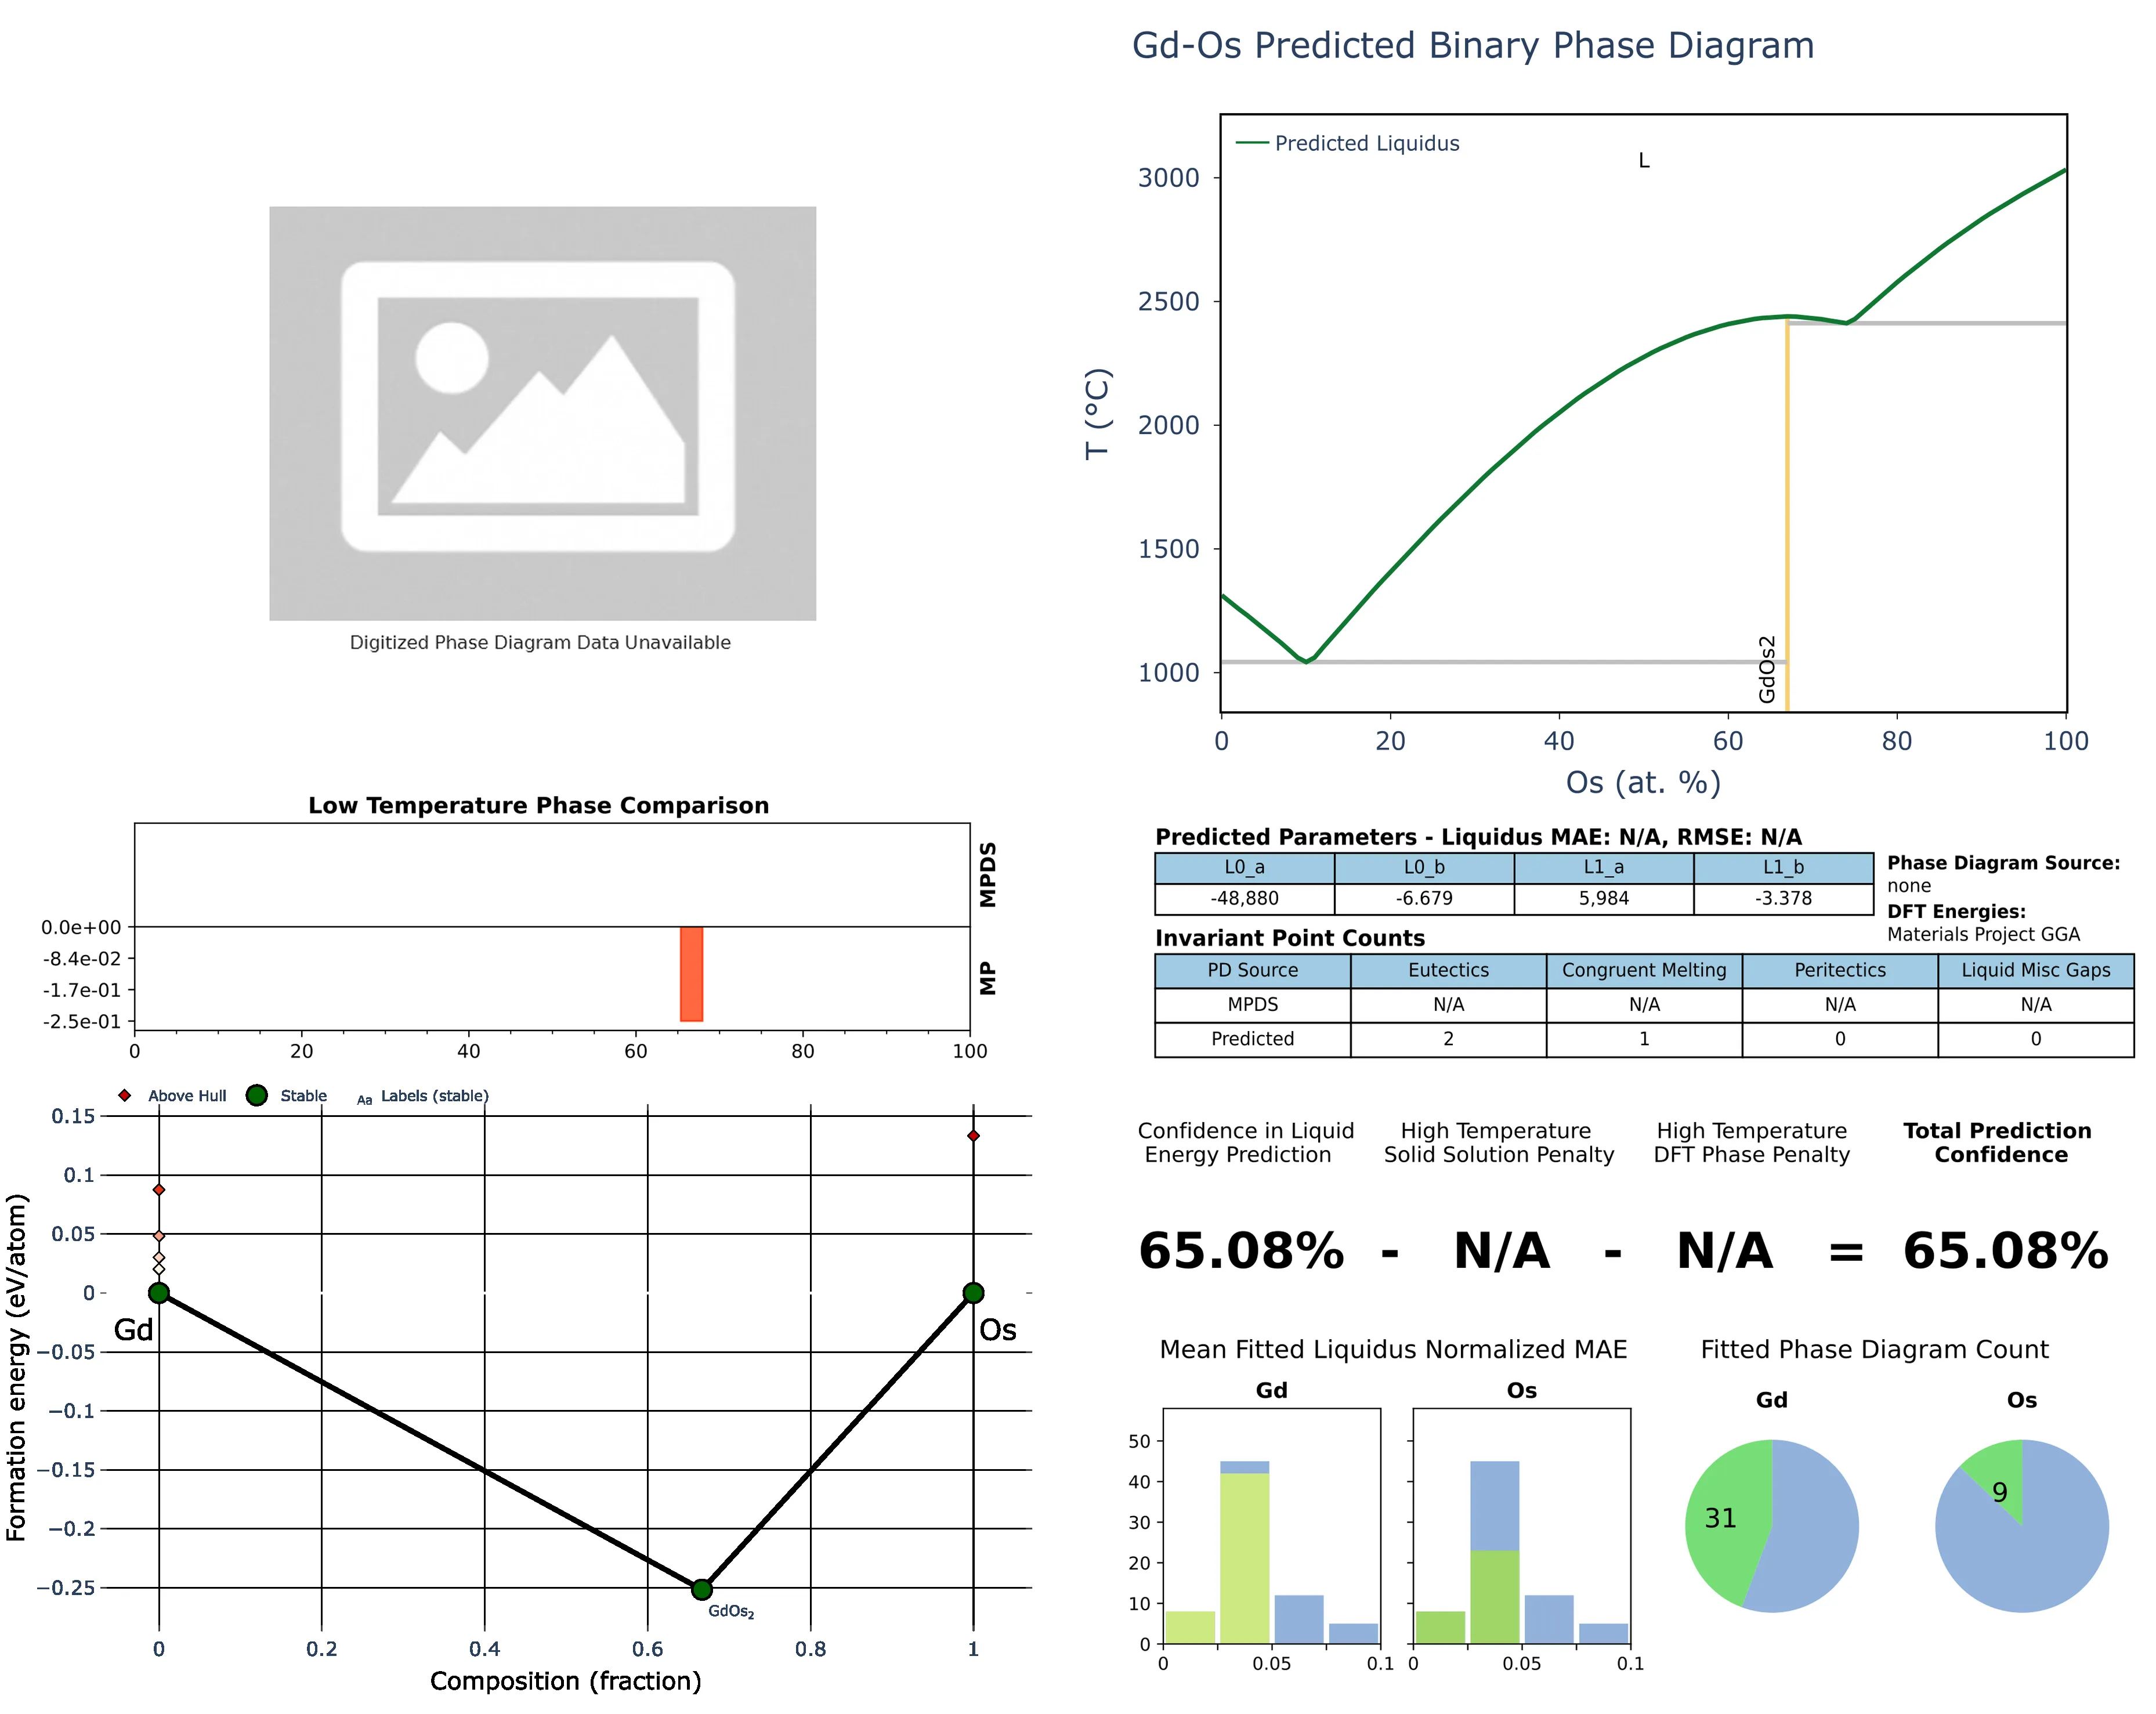 Gd-Os Predicted Binary Phase Diagram
Predicted Liquidus
L
3000
2500
2000
1500
1000
T (°C)
GdOs2
0 20 40 60 80 100
Os (at. %)
Digitized Phase Diagram Data Unavailable
Low Temperature Phase Comparison
MPDS
MP
0.0e+00
-8.4e-02
-1.7e-01
-2.5e-01
0 20 40 60 80 100
Predicted Parameters - Liquidus MAE: N/A, RMSE: N/A
L0_a L0_b L1_a L1_b
-48,880 -6.679 5,984 -3.378
Phase Diagram Source:
none
DFT Energies:
Materials Project GGA
Invariant Point Counts
PD Source Eutectics Congruent Melting Peritectics Liquid Misc Gaps
MPDS N/A N/A N/A N/A
Predicted 2 1 0 0
Above Hull Stable Aa Labels (stable)
0.15
0.1
0.05
0
−0.05
−0.1
−0.15
−0.2
−0.25
Formation energy (eV/atom)
Gd
Os
GdOs₂
0 0.2 0.4 0.6 0.8 1
Composition (fraction)
Confidence in Liquid
Energy Prediction
High Temperature
Solid Solution Penalty
High Temperature
DFT Phase Penalty
Total Prediction
Confidence
65.08% - N/A - N/A = 65.08%
Mean Fitted Liquidus Normalized MAE
Gd
Os
50
40
30
20
10
0
0 0.05 0.1
0 0.05 0.1
Fitted Phase Diagram Count
Gd
Os
31
9